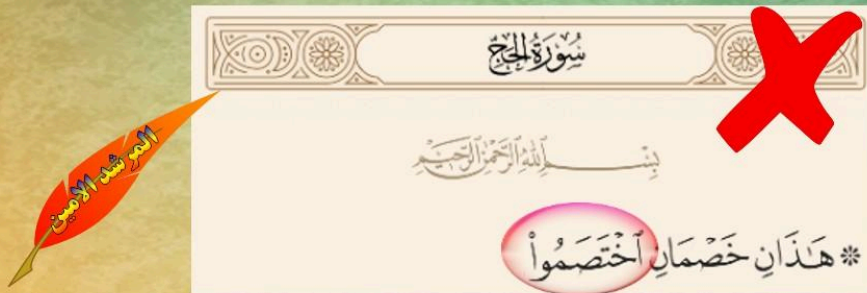 سُورَةُ الحَجِّ
المرشد الأمين
بِسْمِ ٱللَّهِ ٱلرَّحْمَٰنِ ٱلرَّحِيمِ
۞ هَـٰذَانِ خَصۡمَانِ ٱخۡتَصَمُواْ